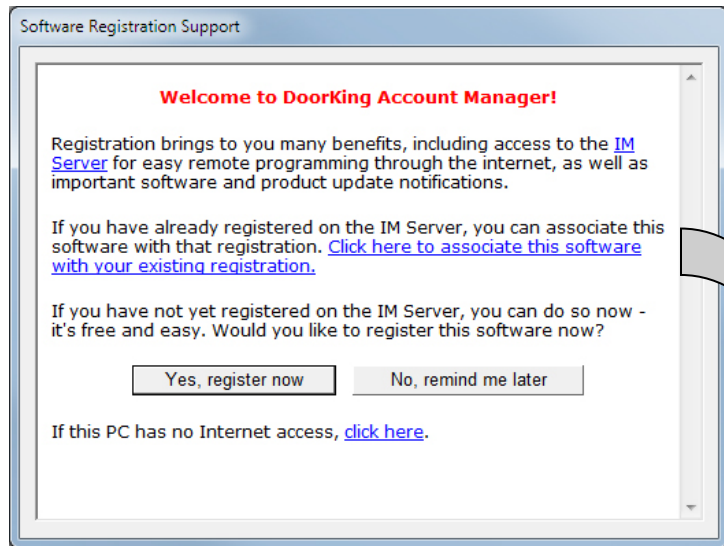 Software Registration Support
Welcome to DoorKing Account Manager!
Registration brings to you many benefits, including access to the IM
Server for easy remote programming through the internet, as well as
important software and product update notifications.
If you have already registered on the IM Server, you can associate this
software with that registration. Click here to associate this software
with your existing registration.
If you have not yet registered on the IM Server, you can do so now -
it's free and easy. Would you like to register this software now?
Yes, register now No, remind me later
If this PC has no Internet access, click here.